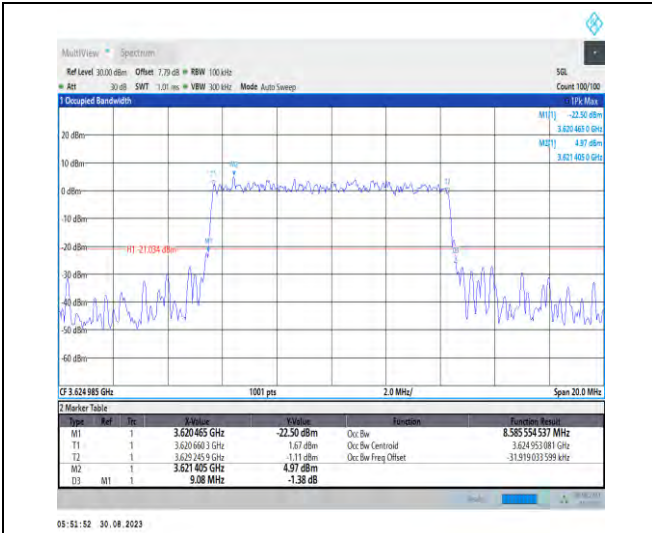 MultiView Spectrum
Ref Level 30.00 dBm Offset 7.79 dB RBW 100 kHz SGL
Att 30 dB SWT 1.01 ms VBW 300 kHz Mode Auto Sweep Count 100/100
1 Occupied Bandwidth 1Pk Max
M1[1] -22.50 dBm
3.620 465 0 GHz
M2[1] 4.97 dBm
3.621 405 0 GHz
20 dBm
10 dBm
0 dBm
-10 dBm
-20 dBm
H1 -21.034 dBm
-30 dBm
-40 dBm
-50 dBm
-60 dBm
T1
M2
T2
M1
CF 3.624 985 GHz 1001 pts 2.0 MHz/ Span 20.0 MHz
2 Marker Table
Type Ref Trc X-Value Y-Value Function Function Result
M1 1 3.620 465 GHz -22.50 dBm Occ Bw 8.585 554 537 MHz
T1 1 3.620 660 3 GHz 1.67 dBm Occ Bw Centroid 3.624 953 081 GHz
T2 1 3.629 245 9 GHz -1.11 dBm Occ Bw Freq Offset -31.919 033 599 kHz
M2 1 3.621 405 GHz 4.97 dBm
D3 M1 1 9.08 MHz -1.38 dB
05:51:52 30.08.2023